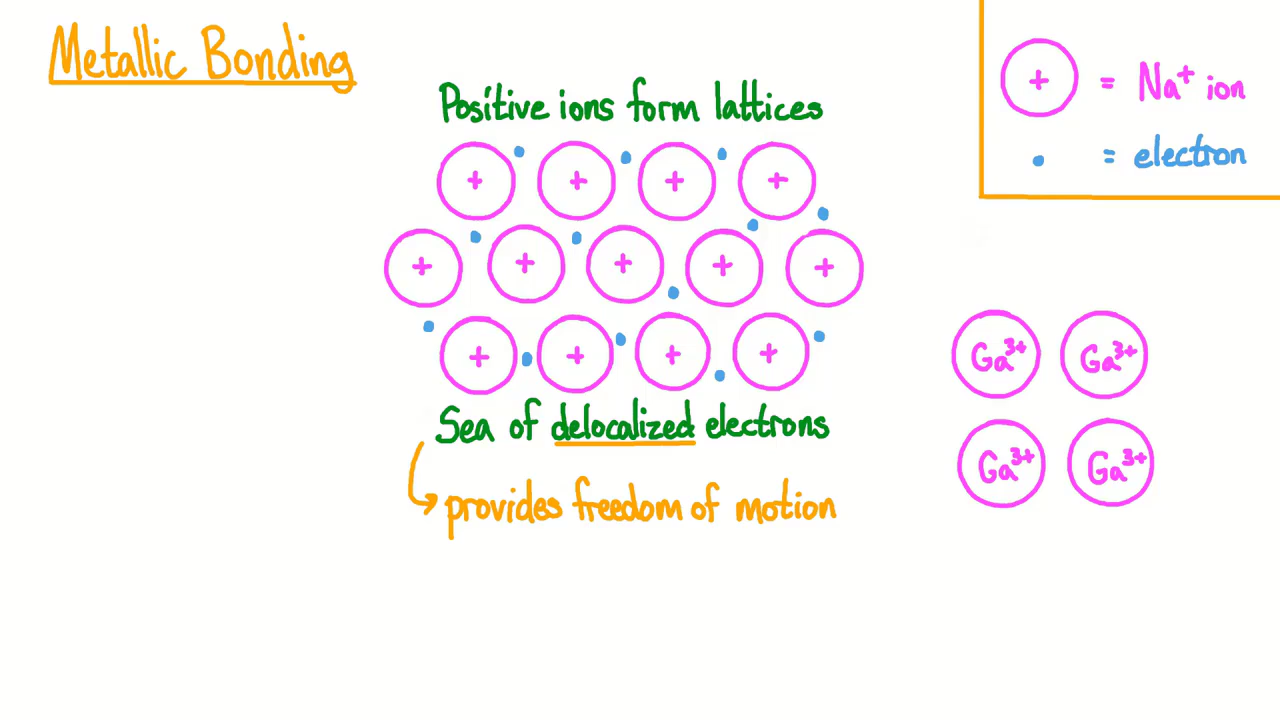 Metallic Bonding
Positive ions form lattices
+ + + +
+ + + + +
+ + + +
Sea of delocalized electrons
provides freedom of motion
+ = Na⁺ ion
= electron
Ga³⁺ Ga³⁺
Ga³⁺ Ga³⁺